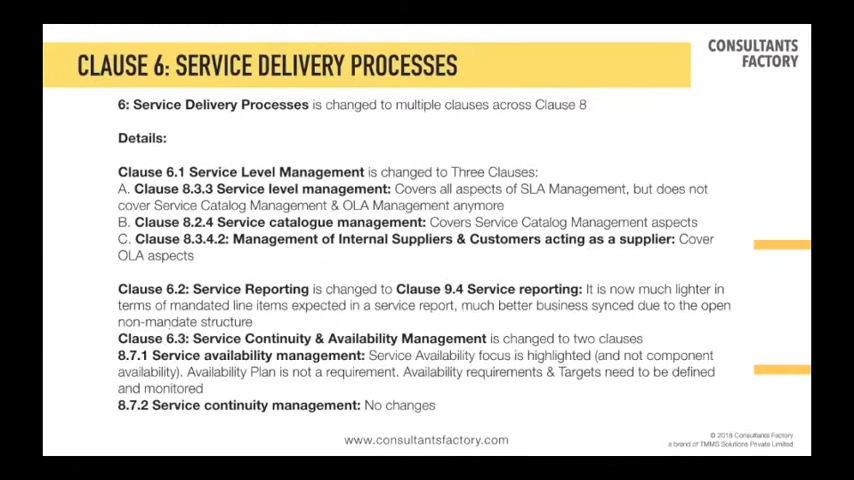 CONSULTANTS
FACTORY
CLAUSE 6: SERVICE DELIVERY PROCESSES
6: Service Delivery Processes is changed to multiple clauses across Clause 8
Details:
Clause 6.1 Service Level Management is changed to Three Clauses:
A. Clause 8.3.3 Service level management: Covers all aspects of SLA Management, but does not
cover Service Catalog Management & OLA Management anymore
B. Clause 8.2.4 Service catalogue management: Covers Service Catalog Management aspects
C. Clause 8.3.4.2: Management of Internal Suppliers & Customers acting as a supplier: Cover
OLA aspects
Clause 6.2: Service Reporting is changed to Clause 9.4 Service reporting: It is now much lighter in
terms of mandated line items expected in a service report, much better business synced due to the open
non-mandate structure
Clause 6.3: Service Continuity & Availability Management is changed to two clauses
8.7.1 Service availability management: Service Availability focus is highlighted (and not component
availability). Availability Plan is not a requirement. Availability requirements & Targets need to be defined
and monitored
8.7.2 Service continuity management: No changes
www.consultantsfactory.com
© 2018 Consultants Factory
a brand of TMMS Solutions Private Limited